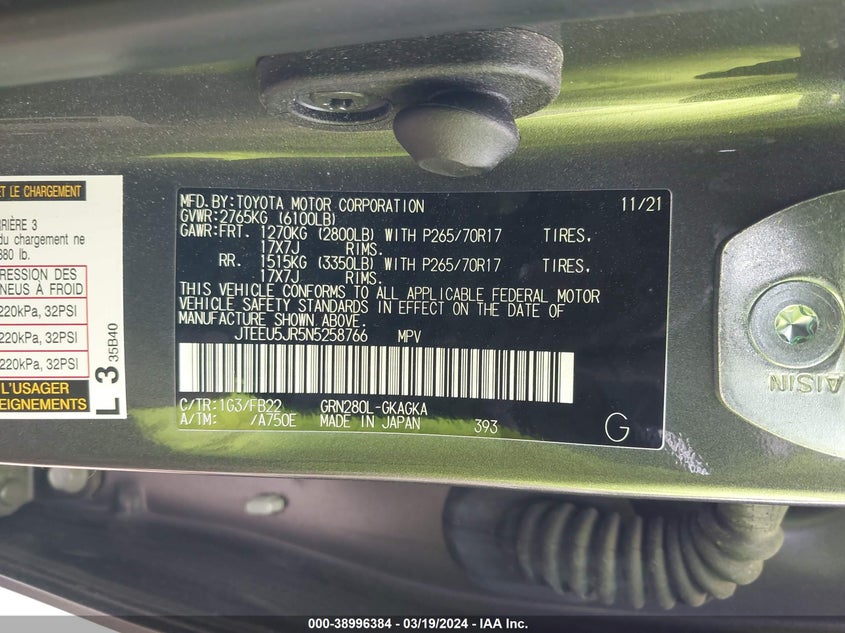 ET LE CHARGEMENT
RIÈRE 3
du chargement ne
880 lb.
RESSION DES
NEUS À FROID
220kPa, 32PSI
220kPa, 32PSI
220kPa, 32PSI
L'USAGER
EIGNEMENTS
L 3 35B40
MFD.BY:TOYOTA MOTOR CORPORATION 11/21
GVWR:2765KG (6100LB)
GAWR:FRT. 1270KG (2800LB) WITH P265/70R17 TIRES,
17X7J RIMS.
RR. 1515KG (3350LB) WITH P265/70R17 TIRES,
17X7J RIMS.
THIS VEHICLE CONFORMS TO ALL APPLICABLE FEDERAL MOTOR
VEHICLE SAFETY STANDARDS IN EFFECT ON THE DATE OF
MANUFACTURE SHOWN ABOVE.
JTEEU5JR5N5258766 MPV
C/TR:1G3/FB22 GRN280L-GKAGKA
A/TM: /A750E MADE IN JAPAN 393
G
AISIN
000-38996384 - 03/19/2024 - IAA Inc.